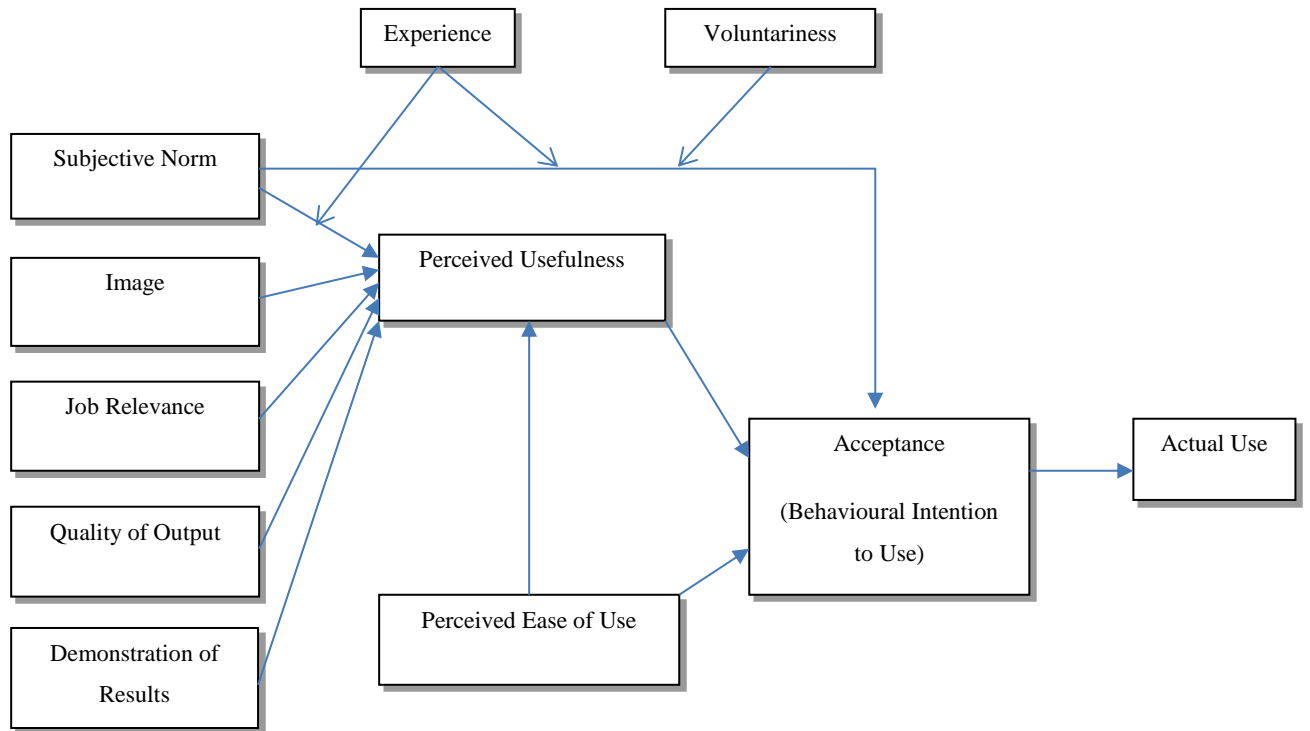 Experience
Voluntariness
Subjective Norm
Perceived Usefulness
Image
Job Relevance
Acceptance
(Behavioural Intention
to Use)
Actual Use
Quality of Output
Perceived Ease of Use
Demonstration of
Results